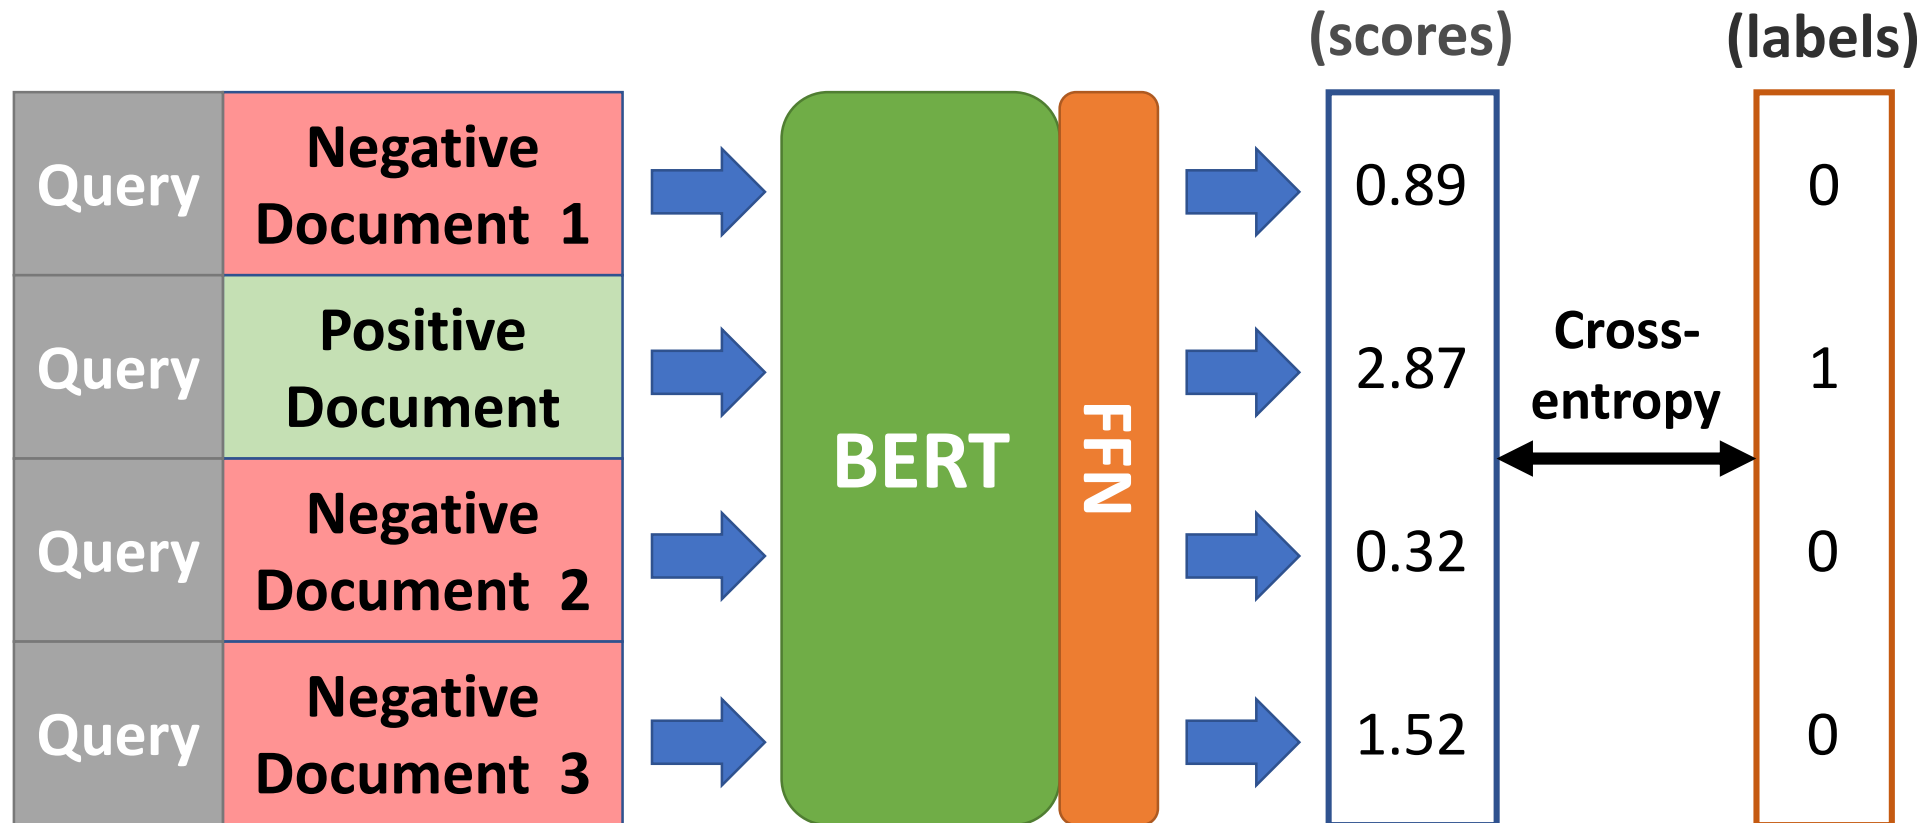 (scores) (labels)
Query Negative Document 1 0.89 0
Query Positive Document 2.87 1
Cross-entropy
BERT FFN
Query Negative Document 2 0.32 0
Query Negative Document 3 1.52 0